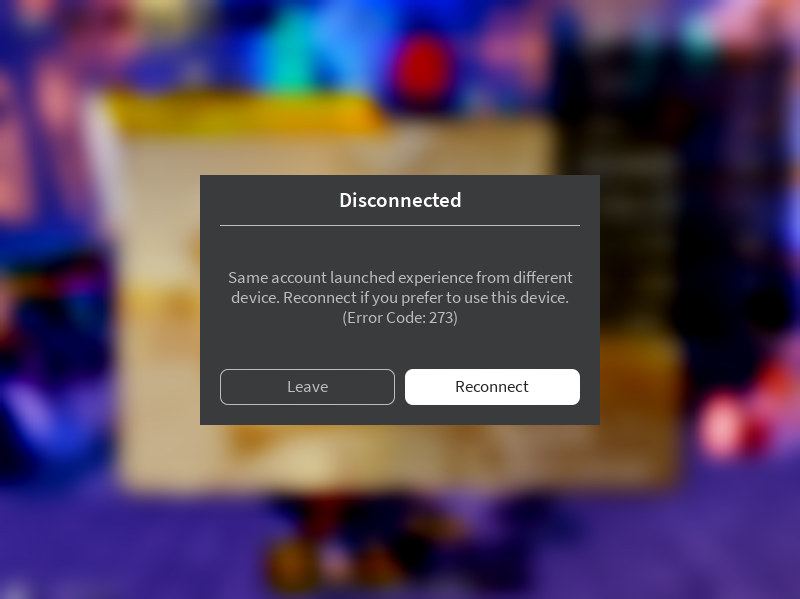 Disconnected
Same account launched experience from different
device. Reconnect if you prefer to use this device.
(Error Code: 273)
Leave
Reconnect